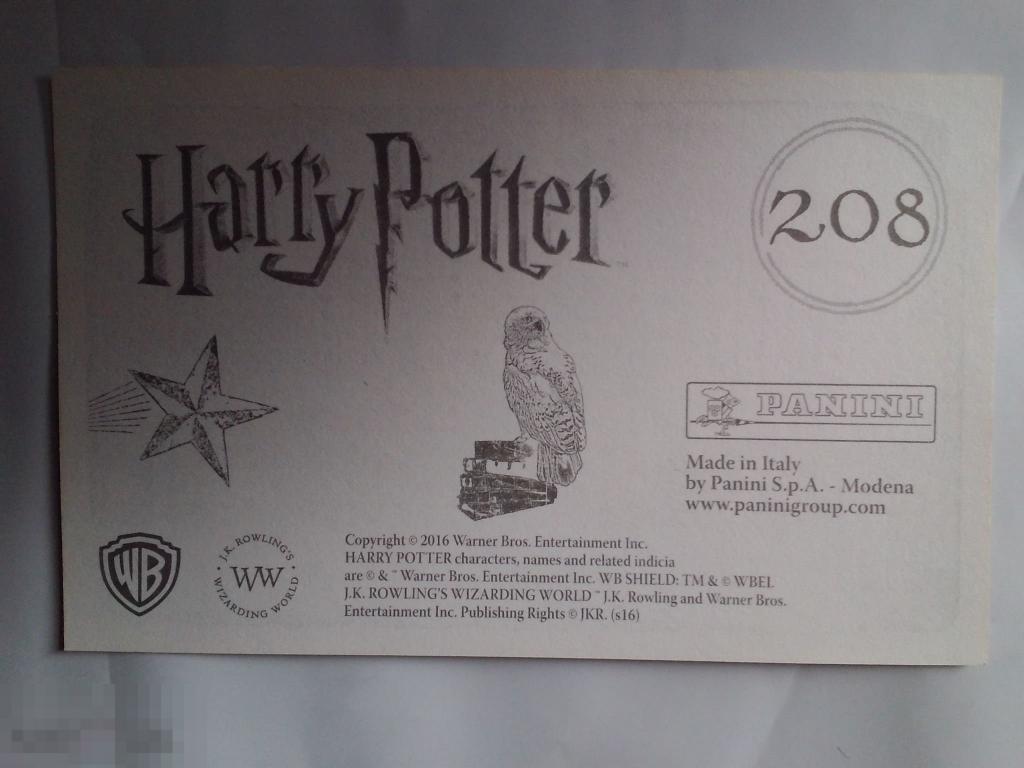 Harry Potter™
208
PANINI
Made in Italy
by Panini S.p.A. - Modena
www.paninigroup.com
WB
J.K. ROWLING'S
WW
WIZARDING WORLD
Copyright © 2016 Warner Bros. Entertainment Inc.
HARRY POTTER characters, names and related indicia
are © & ™ Warner Bros. Entertainment Inc. WB SHIELD: TM & © WBEI.
J.K. ROWLING'S WIZARDING WORLD ™ J.K. Rowling and Warner Bros.
Entertainment Inc. Publishing Rights © JKR. (s16)